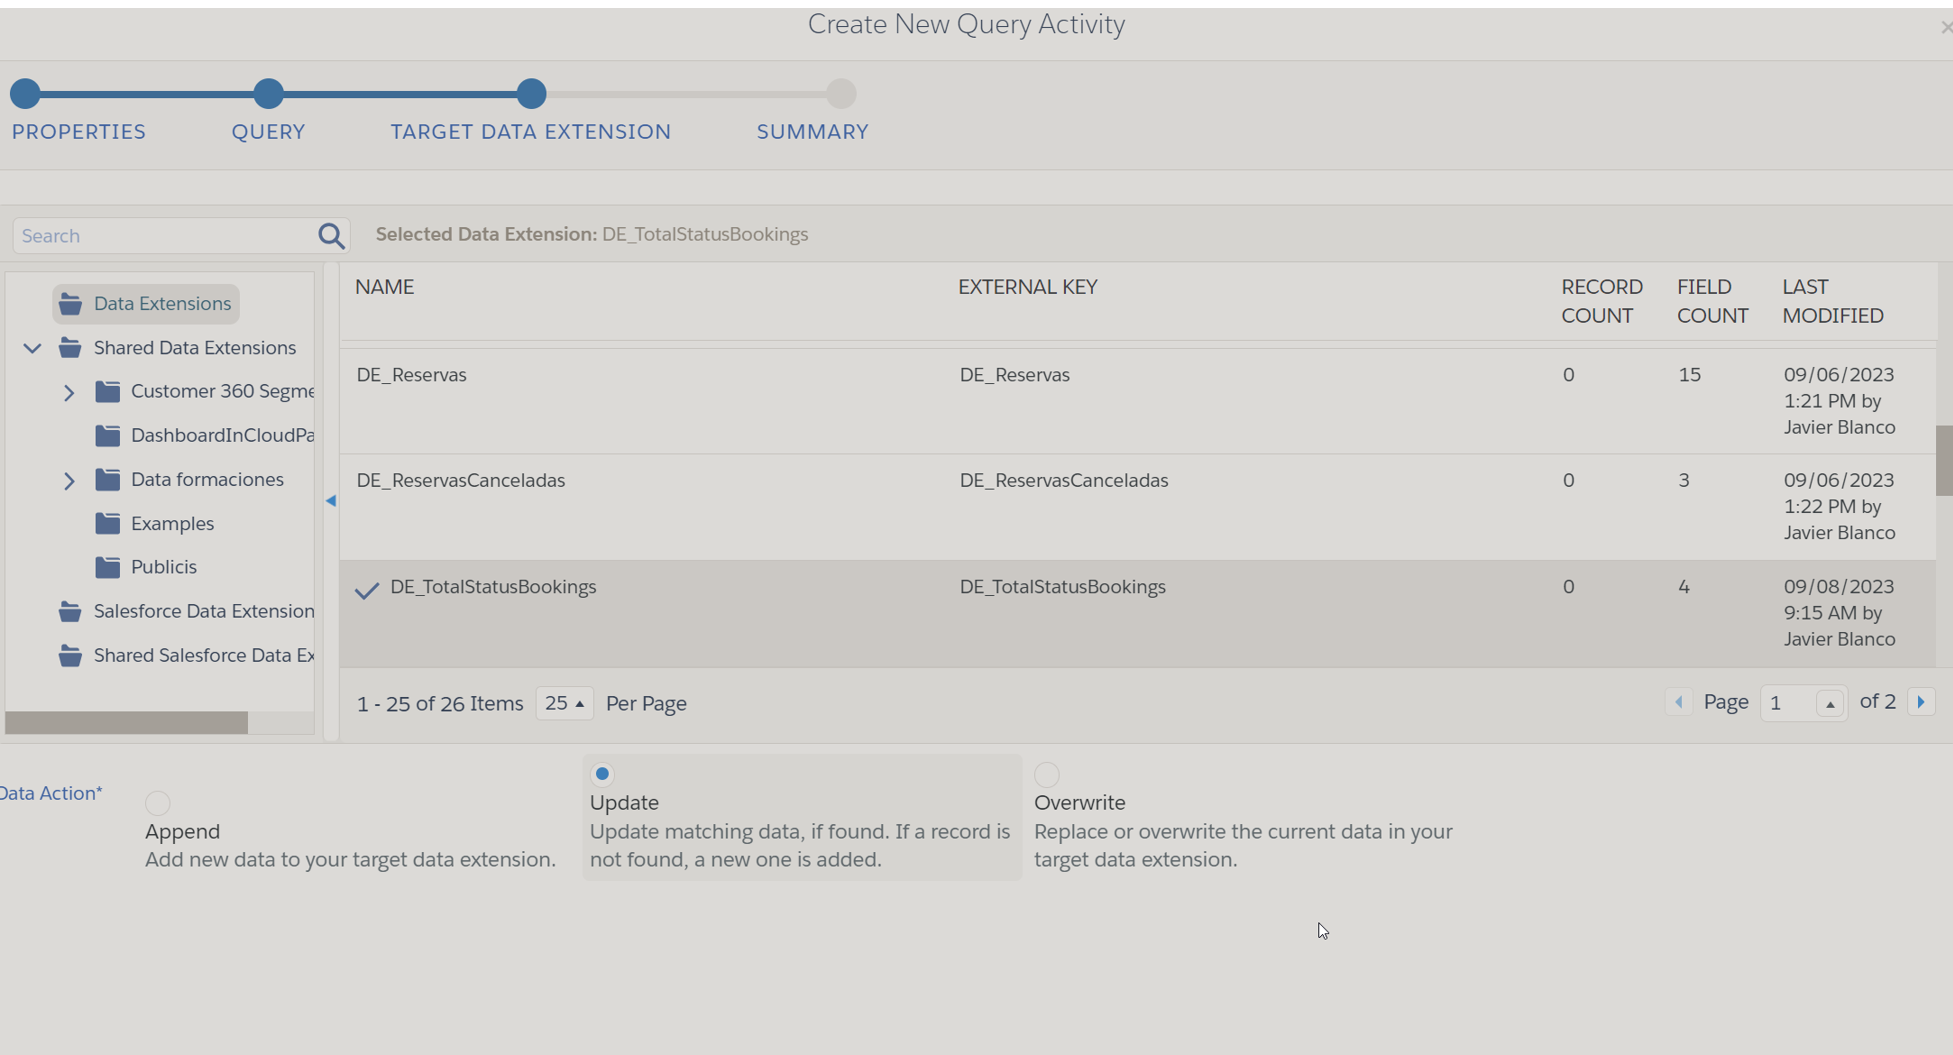 Create New Query Activity
PROPERTIES
QUERY
TARGET DATA EXTENSION
SUMMARY
Search
Selected Data Extension: DE_TotalStatusBookings
Data Extensions
Shared Data Extensions
Customer 360 Segme
DashboardInCloudPa
Data formaciones
Examples
Publicis
Salesforce Data Extension
Shared Salesforce Data Ex
NAME
EXTERNAL KEY
RECORD
COUNT
FIELD
COUNT
LAST
MODIFIED
DE_Reservas
DE_Reservas
0
15
09/06/2023
1:21 PM by
Javier Blanco
DE_ReservasCanceladas
DE_ReservasCanceladas
0
3
09/06/2023
1:22 PM by
Javier Blanco
DE_TotalStatusBookings
DE_TotalStatusBookings
0
4
09/08/2023
9:15 AM by
Javier Blanco
1 - 25 of 26 Items
25
Per Page
Page
1
of 2
Data Action*
Append
Add new data to your target data extension.
Update
Update matching data, if found. If a record is
not found, a new one is added.
Overwrite
Replace or overwrite the current data in your
target data extension.